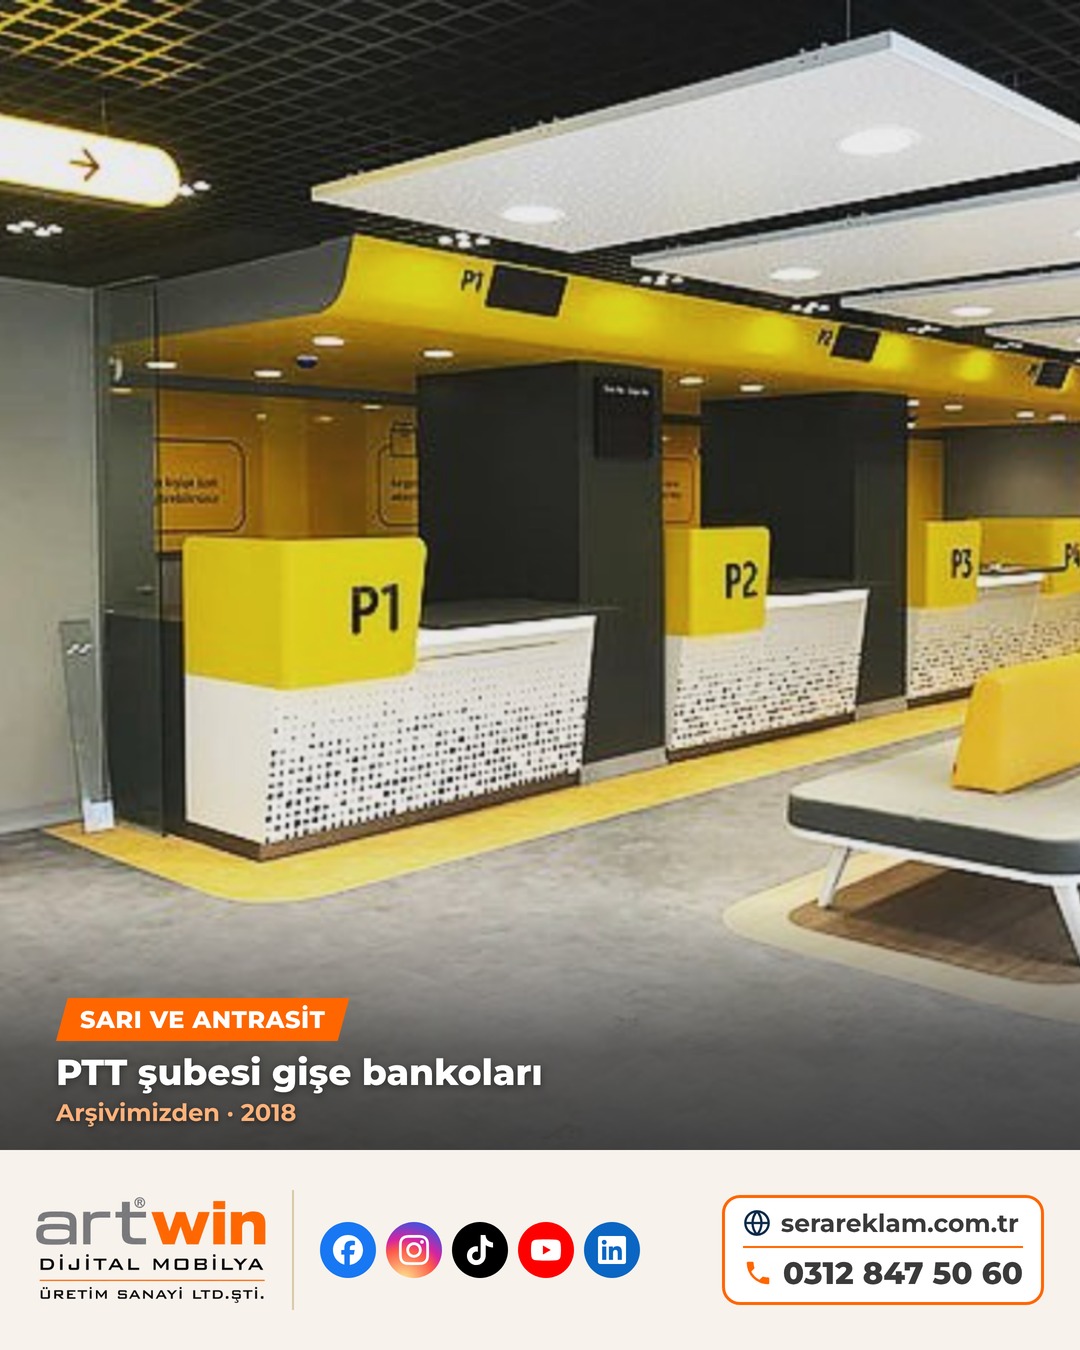 P1
P2
P1
P2
P3
P4
SARI VE ANTRASİT
PTT şubesi gişe bankoları
Arşivimizden · 2018
artwin®
DİJİTAL MOBİLYA
ÜRETİM SANAYİ LTD.ŞTİ.
serareklam.com.tr
0312 847 50 60